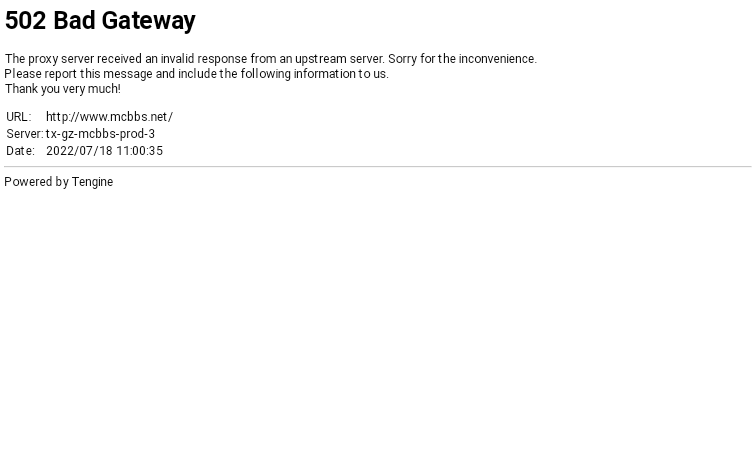 502 Bad Gateway
The proxy server received an invalid response from an upstream server. Sorry for the inconvenience.
Please report this message and include the following information to us.
Thank you very much!
URL: http://www.mcbbs.net/
Server: tx-gz-mcbbs-prod-3
Date: 2022/07/18 11:00:35
Powered by Tengine